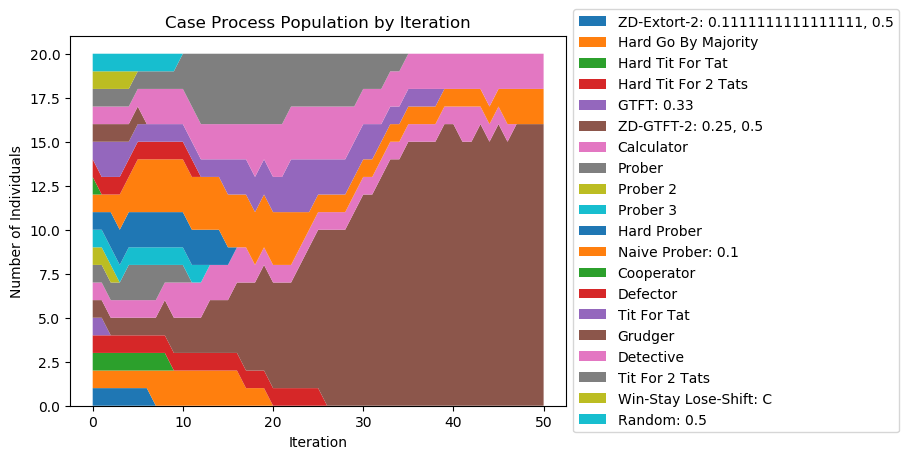 Case Process Population by Iteration
20.0
17.5
15.0
12.5
10.0
7.5
5.0
2.5
0.0
Number of Individuals
0
10
20
30
40
50
Iteration
ZD-Extort-2: 0.1111111111111111, 0.5
Hard Go By Majority
Hard Tit For Tat
Hard Tit For 2 Tats
GTFT: 0.33
ZD-GTFT-2: 0.25, 0.5
Calculator
Prober
Prober 2
Prober 3
Hard Prober
Naive Prober: 0.1
Cooperator
Defector
Tit For Tat
Grudger
Detective
Tit For 2 Tats
Win-Stay Lose-Shift: C
Random: 0.5